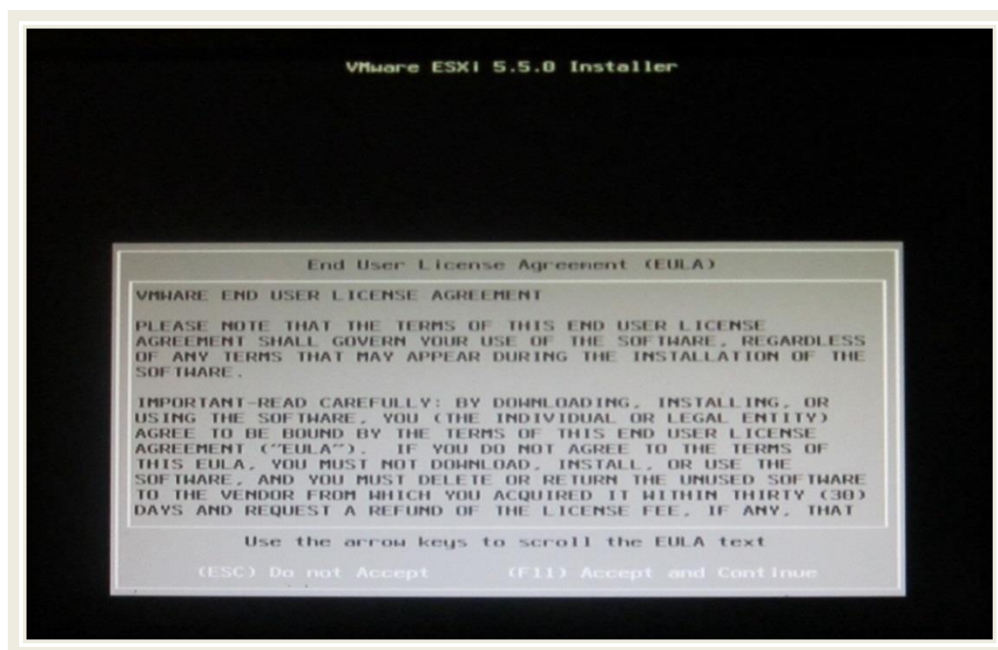 VMware ESXi 5.5.0 Installer
End User License Agreement (EULA)
VMWARE END USER LICENSE AGREEMENT
PLEASE NOTE THAT THE TERMS OF THIS END USER LICENSE
AGREEMENT SHALL GOVERN YOUR USE OF THE SOFTWARE, REGARDLESS
OF ANY TERMS THAT MAY APPEAR DURING THE INSTALLATION OF THE
SOFTWARE.
IMPORTANT-READ CAREFULLY: BY DOWNLOADING, INSTALLING, OR
USING THE SOFTWARE, YOU (THE INDIVIDUAL OR LEGAL ENTITY)
AGREE TO BE BOUND BY THE TERMS OF THIS END USER LICENSE
AGREEMENT ("EULA"). IF YOU DO NOT AGREE TO THE TERMS OF
THIS EULA, YOU MUST NOT DOWNLOAD, INSTALL, OR USE THE
SOFTWARE, AND YOU MUST DELETE OR RETURN THE UNUSED SOFTWARE
TO THE VENDOR FROM WHICH YOU ACQUIRED IT WITHIN THIRTY (30)
DAYS AND REQUEST A REFUND OF THE LICENSE FEE, IF ANY, THAT
Use the arrow keys to scroll the EULA text
(ESC) Do not Accept (F11) Accept and Continue